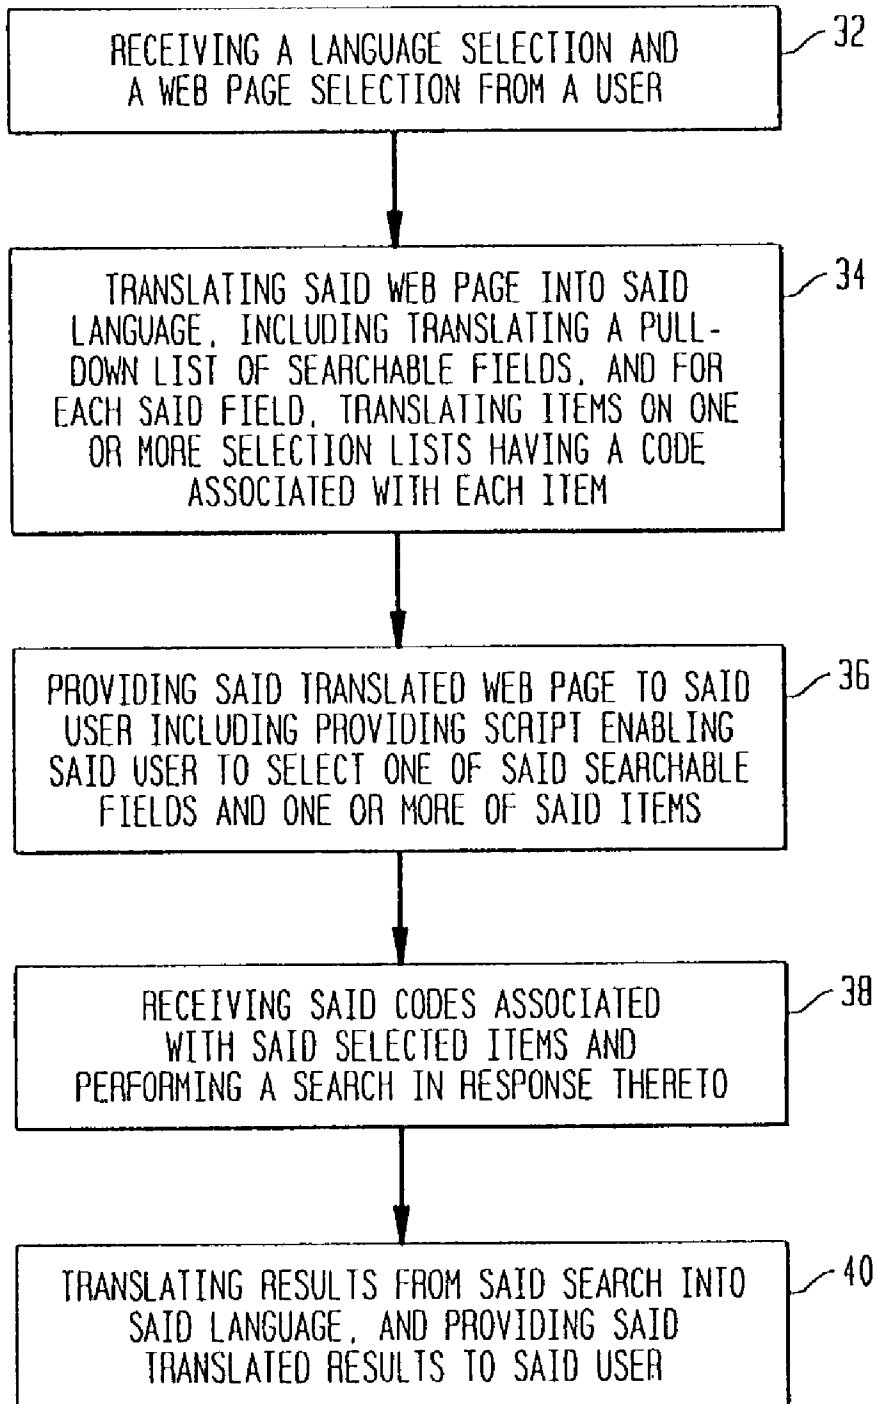 RECEIVING A LANGUAGE SELECTION AND
A WEB PAGE SELECTION FROM A USER
32
TRANSLATING SAID WEB PAGE INTO SAID
LANGUAGE, INCLUDING TRANSLATING A PULL-
DOWN LIST OF SEARCHABLE FIELDS, AND FOR
EACH SAID FIELD, TRANSLATING ITEMS ON ONE
OR MORE SELECTION LISTS HAVING A CODE
ASSOCIATED WITH EACH ITEM
34
PROVIDING SAID TRANSLATED WEB PAGE TO SAID
USER INCLUDING PROVIDING SCRIPT ENABLING
SAID USER TO SELECT ONE OF SAID SEARCHABLE
FIELDS AND ONE OR MORE OF SAID ITEMS
36
RECEIVING SAID CODES ASSOCIATED
WITH SAID SELECTED ITEMS AND
PERFORMING A SEARCH IN RESPONSE THERETO
38
TRANSLATING RESULTS FROM SAID SEARCH INTO
SAID LANGUAGE, AND PROVIDING SAID
TRANSLATED RESULTS TO SAID USER
40